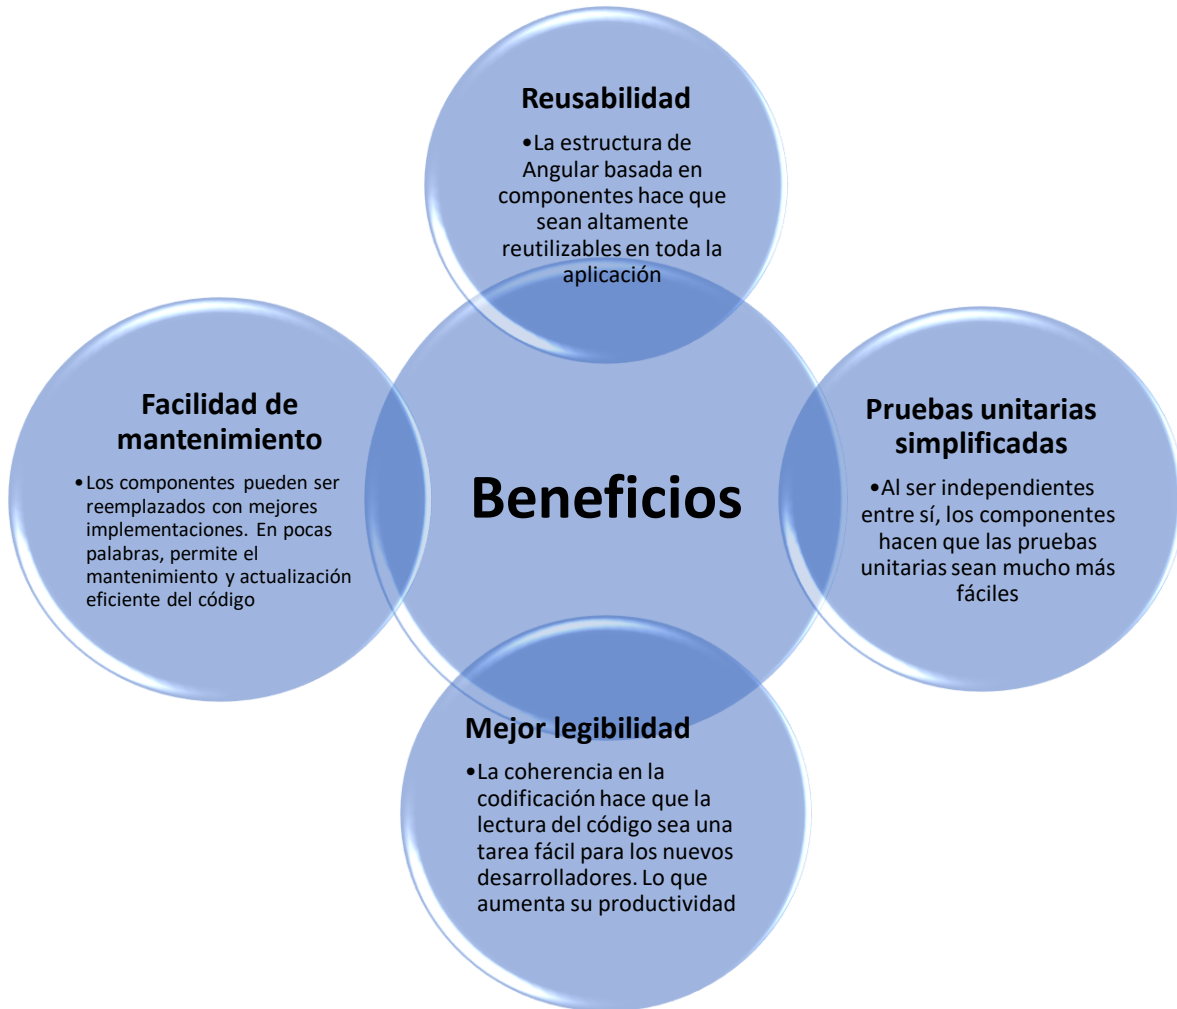 Reusabilidad
•La estructura de
Angular basada en
componentes hace que
sean altamente
reutilizables en toda la
aplicación
Facilidad de
mantenimiento
•Los componentes pueden ser
reemplazados con mejores
implementaciones. En pocas
palabras, permite el
mantenimiento y actualización
eficiente del código
Beneficios
Pruebas unitarias
simplificadas
•Al ser independientes
entre sí, los componentes
hacen que las pruebas
unitarias sean mucho más
fáciles
Mejor legibilidad
•La coherencia en la
codificación hace que la
lectura del código sea una
tarea fácil para los nuevos
desarrolladores. Lo que
aumenta su productividad